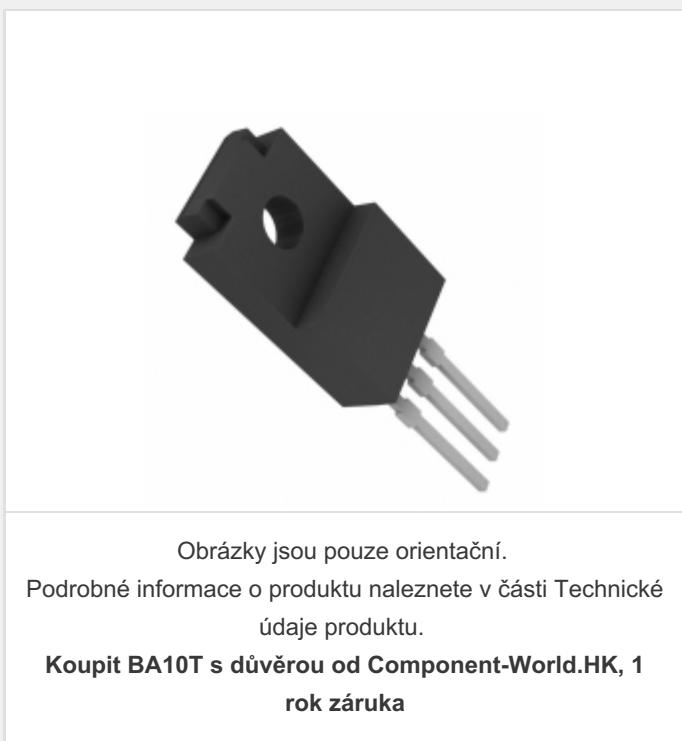 Obrázky jsou pouze orientační.
Podrobné informace o produktu naleznete v části Technické
údaje produktu.
Koupit BA10T s důvěrou od Component-World.HK, 1
rok záruka